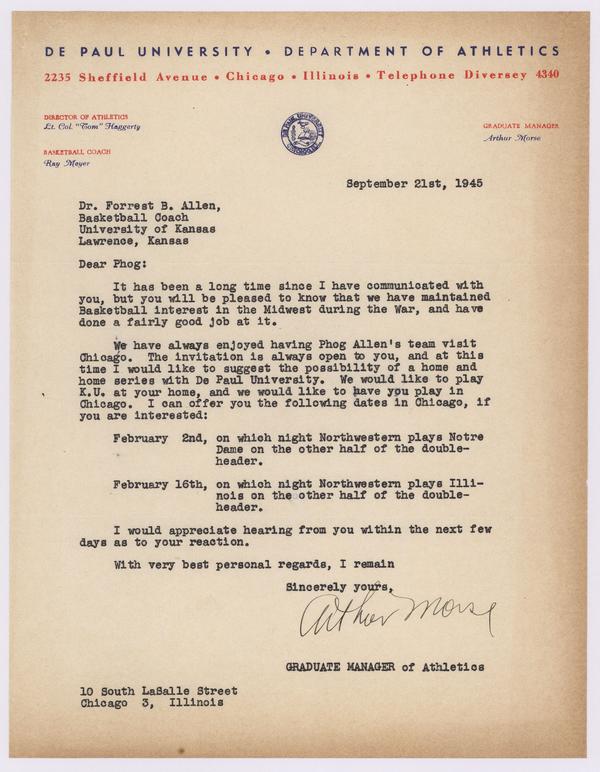 DE PAUL UNIVERSITY • DEPARTMENT OF ATHLETICS
2235 Sheffield Avenue • Chicago • Illinois • Telephone Diversey 4340
DIRECTOR OF ATHLETICS
Lt. Col. "Tom" Haggerty
BASKETBALL COACH
Ray Meyer
DE PAUL UNIVERSITY
CHICAGO, ILL.
GRADUATE MANAGER
Arthur Morse
September 21st, 1945
Dr. Forrest B. Allen,
Basketball Coach
University of Kansas
Lawrence, Kansas
Dear Phog:
It has been a long time since I have communicated with
you, but you will be pleased to know that we have maintained
Basketball interest in the Midwest during the War, and have
done a fairly good job at it.
We have always enjoyed having Phog Allen's team visit
Chicago. The invitation is always open to you, and at this
time I would like to suggest the possibility of a home and
home series with De Paul University. We would like to play
K.U. at your home, and we would like to have you play in
Chicago. I can offer you the following dates in Chicago, if
you are interested:
February 2nd, on which night Northwestern plays Notre
Dame on the other half of the double-
header.
February 16th, on which night Northwestern plays Illi-
nois on the other half of the double-
header.
I would appreciate hearing from you within the next few
days as to your reaction.
With very best personal regards, I remain
Sincerely yours,
Arthur Morse
GRADUATE MANAGER of Athletics
10 South LaSalle Street
Chicago 3, Illinois